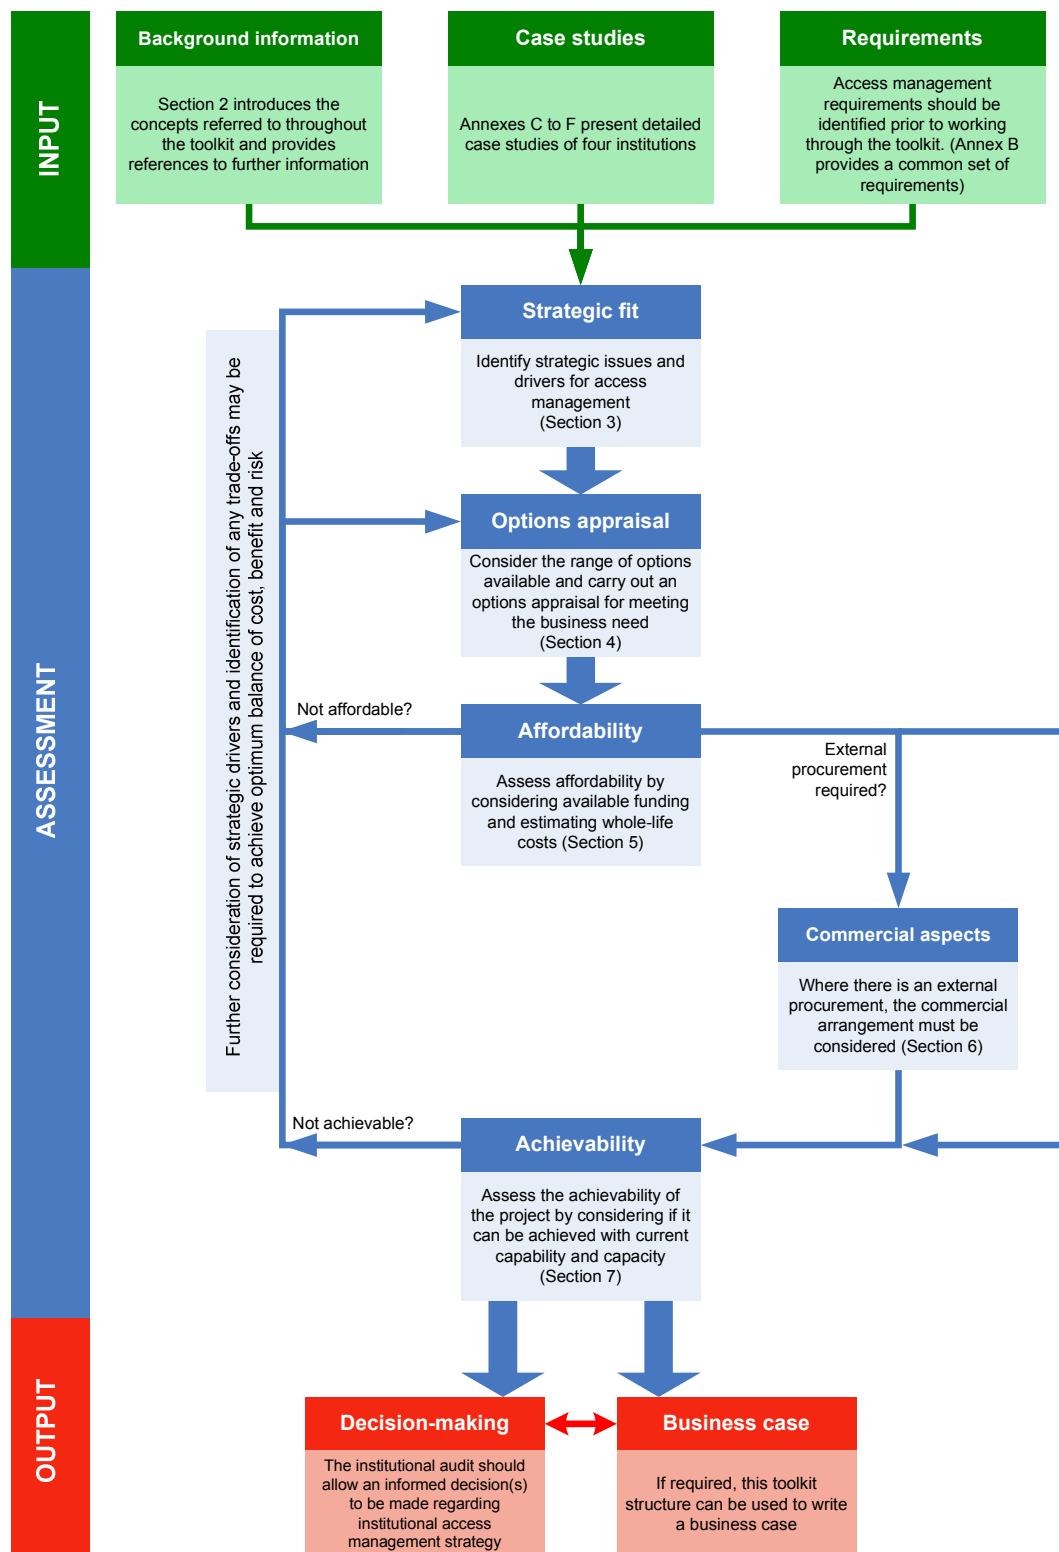 INPUT
Background information
Section 2 introduces the
concepts referred to throughout
the toolkit and provides
references to further information
Case studies
Annexes C to F present detailed
case studies of four institutions
Requirements
Access management
requirements should be
identified prior to working
through the toolkit. (Annex B
provides a common set of
requirements)
ASSESSMENT
Further consideration of strategic drivers and identification of any trade-offs may be
required to achieve optimum balance of cost, benefit and risk
Strategic fit
Identify strategic issues and
drivers for access
management
(Section 3)
Options appraisal
Consider the range of options
available and carry out an
options appraisal for meeting
the business need
(Section 4)
Not affordable?
Affordability
Assess affordability by
considering available funding
and estimating whole-life
costs (Section 5)
External
procurement
required?
Commercial aspects
Where there is an external
procurement, the commercial
arrangement must be
considered (Section 6)
Not achievable?
Achievability
Assess the achievability of
the project by considering if it
can be achieved with current
capability and capacity
(Section 7)
OUTPUT
Decision-making
The institutional audit should
allow an informed decision(s)
to be made regarding
institutional access
management strategy
Business case
If required, this toolkit
structure can be used to write
a business case